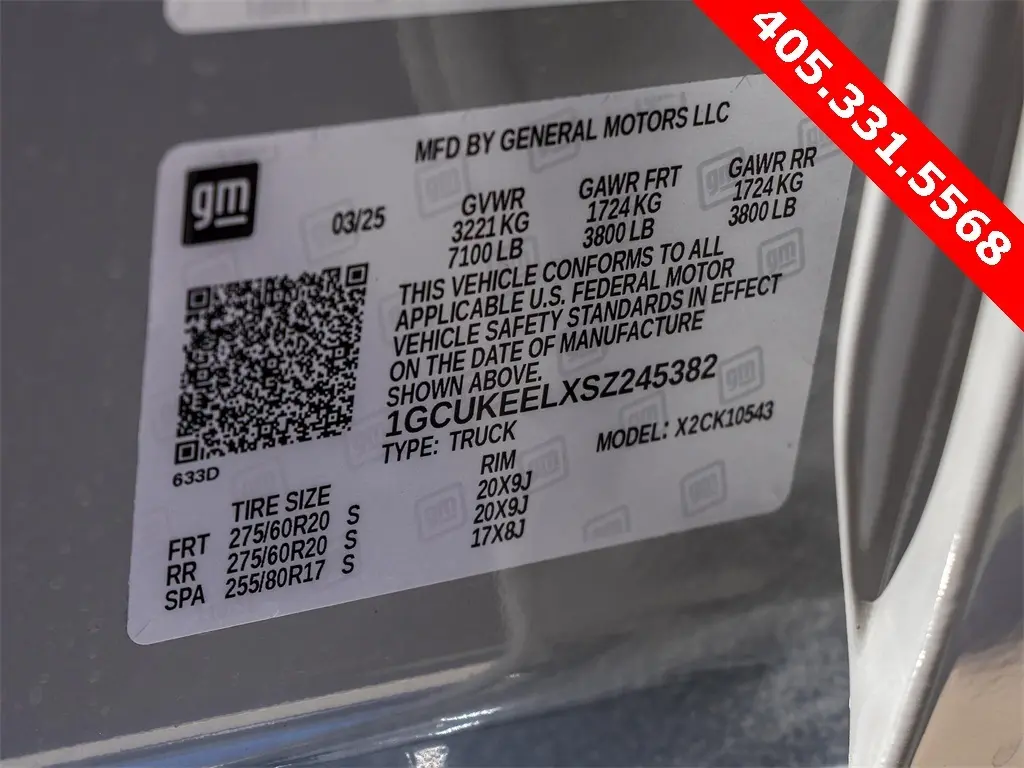 405.331.5568
MFD BY GENERAL MOTORS LLC
gm
03/25
GVWR
3221 KG
7100 LB
GAWR FRT
1724 KG
3800 LB
GAWR RR
1724 KG
3800 LB
THIS VEHICLE CONFORMS TO ALL
APPLICABLE U.S. FEDERAL MOTOR
VEHICLE SAFETY STANDARDS IN EFFECT
ON THE DATE OF MANUFACTURE
SHOWN ABOVE.
1GCUKEELXSZ245382
TYPE: TRUCK
MODEL: X2CK10543
633D
TIRE SIZE
RIM
FRT 275/60R20 S 20X9J
RR 275/60R20 S 20X9J
SPA 255/80R17 S 17X8J